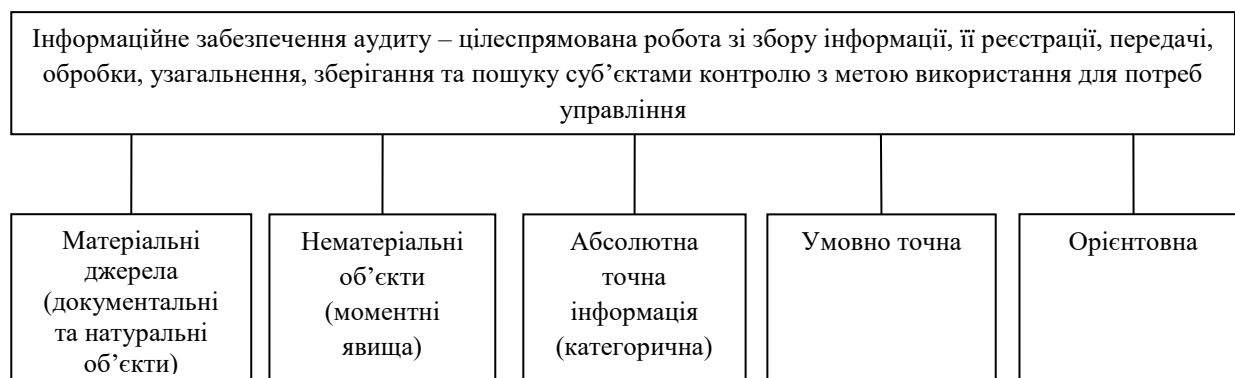 Інформаційне забезпечення аудиту – цілеспрямована робота зі збору інформації, її реєстрації, передачі,
обробки, узагальнення, зберігання та пошуку суб’єктами контролю з метою використання для потреб
управління
Матеріальні
джерела
(документальні
та натуральні
об’єкти)
Нематеріальні
об’єкти
(моментні
явища)
Абсолютна
точна
інформація
(категорична)
Умовно точна
Орієнтовна